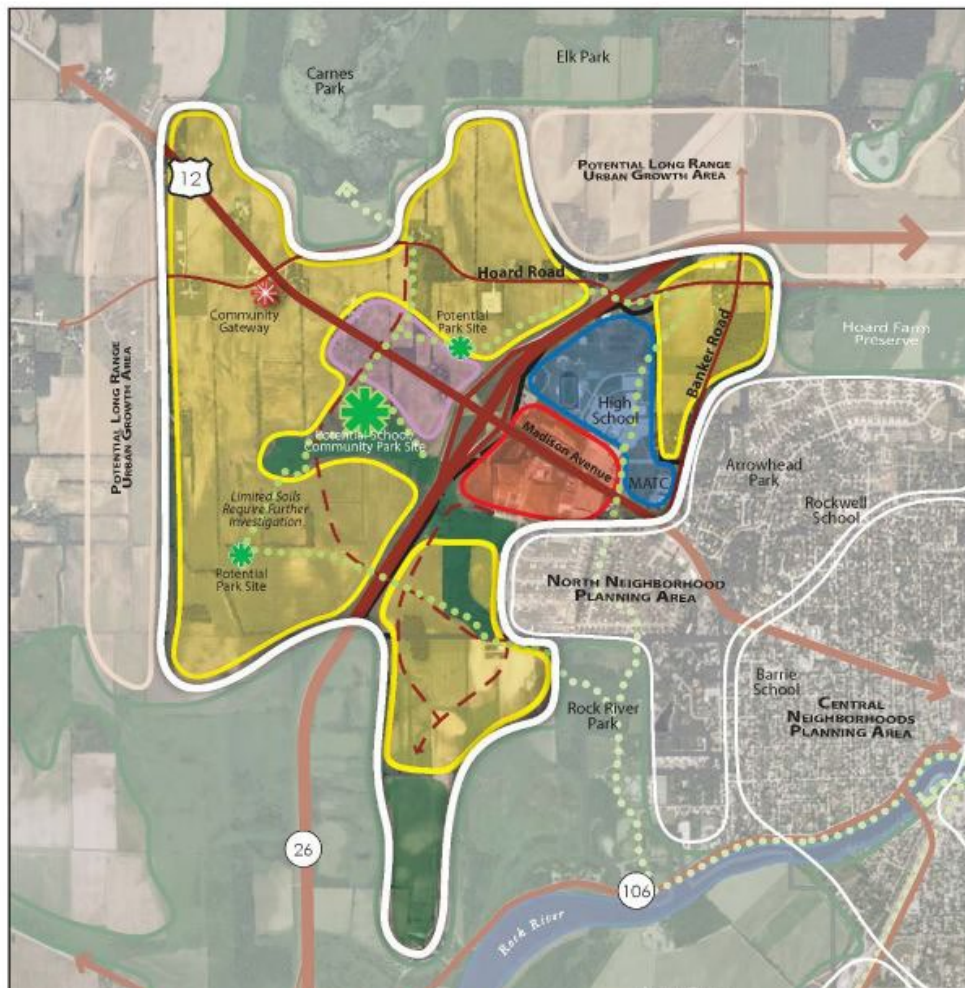 Carnes
Park
Elk Park
12
POTENTIAL LONG RANGE
URBAN GROWTH AREA
Hoard Road
Community
Gateway
Potential
Park Site
Banker Road
Hoard Farm
Preserve
POTENTIAL LONG RANGE
URBAN GROWTH AREA
High
School
Potential School/
Community Park Site
Madison Avenue
MATC
Arrowhead
Park
Rockwell
School
Limited Soils
Require Further
Investigation
Potential
Park Site
NORTH NEIGHBORHOOD
PLANNING AREA
Barrie
School
Rock River
Park
CENTRAL
NEIGHBORHOODS
PLANNING AREA
26
106
Rock River